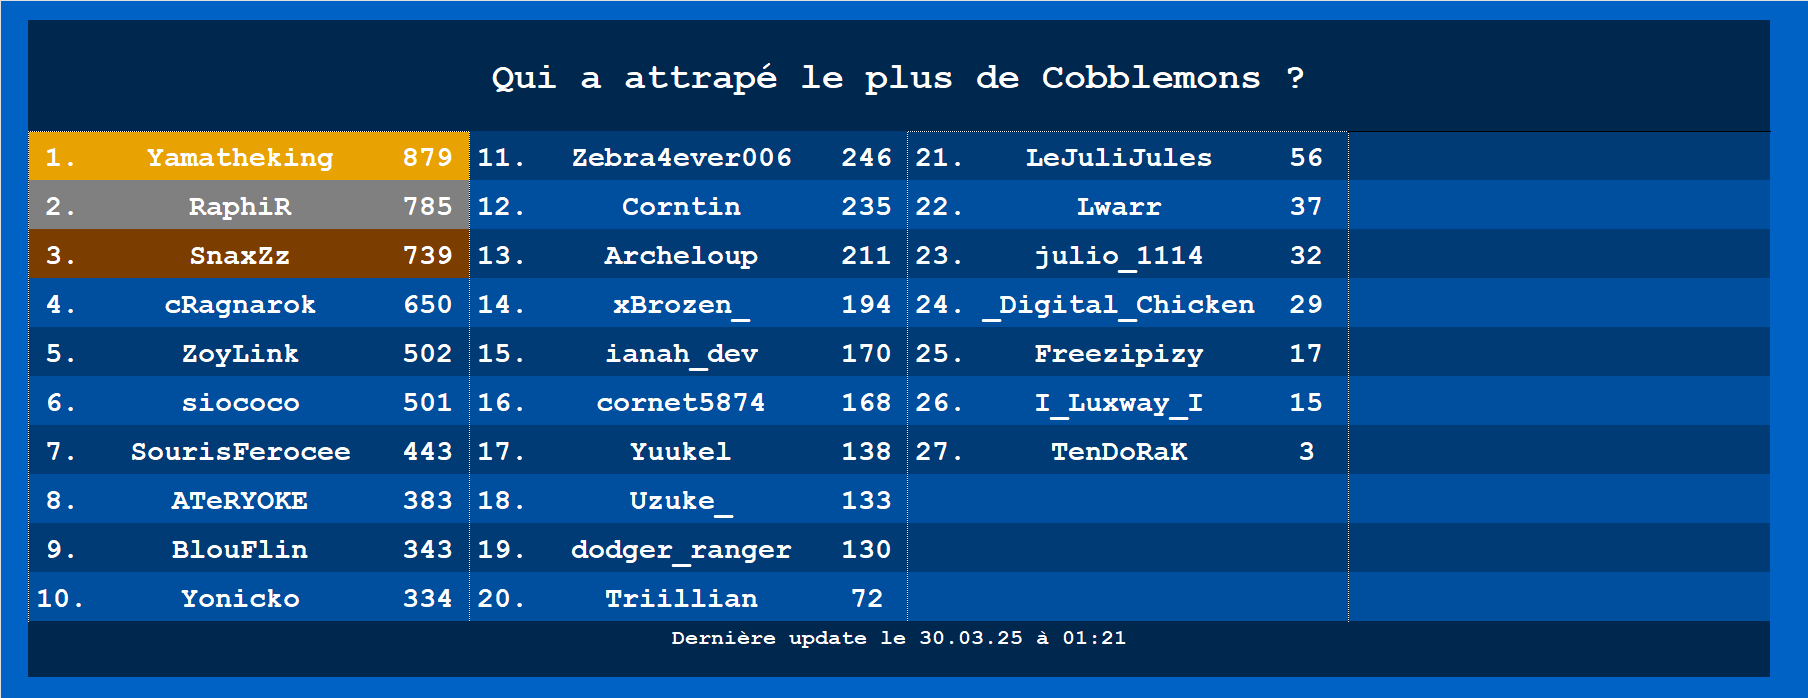 Qui a attrapé le plus de Cobblemons ?
1. Yamatheking 879
2. RaphiR 785
3. SnaxZz 739
4. cRagnarok 650
5. ZoyLink 502
6. siococo 501
7. SourisFerocee 443
8. ATeRYOKE 383
9. BlouFlin 343
10. Yonicko 334
11. Zebra4ever006 246
12. Corntin 235
13. Archeloup 211
14. xBrozen_ 194
15. ianah_dev 170
16. cornet5874 168
17. Yuukel 138
18. Uzuke_ 133
19. dodger_ranger 130
20. Triillian 72
21. LeJuliJules 56
22. Lwarr 37
23. julio_1114 32
24. _Digital_Chicken 29
25. Freezipizy 17
26. I_Luxway_I 15
27. TenDoRaK 3
Dernière update le 30.03.25 à 01:21